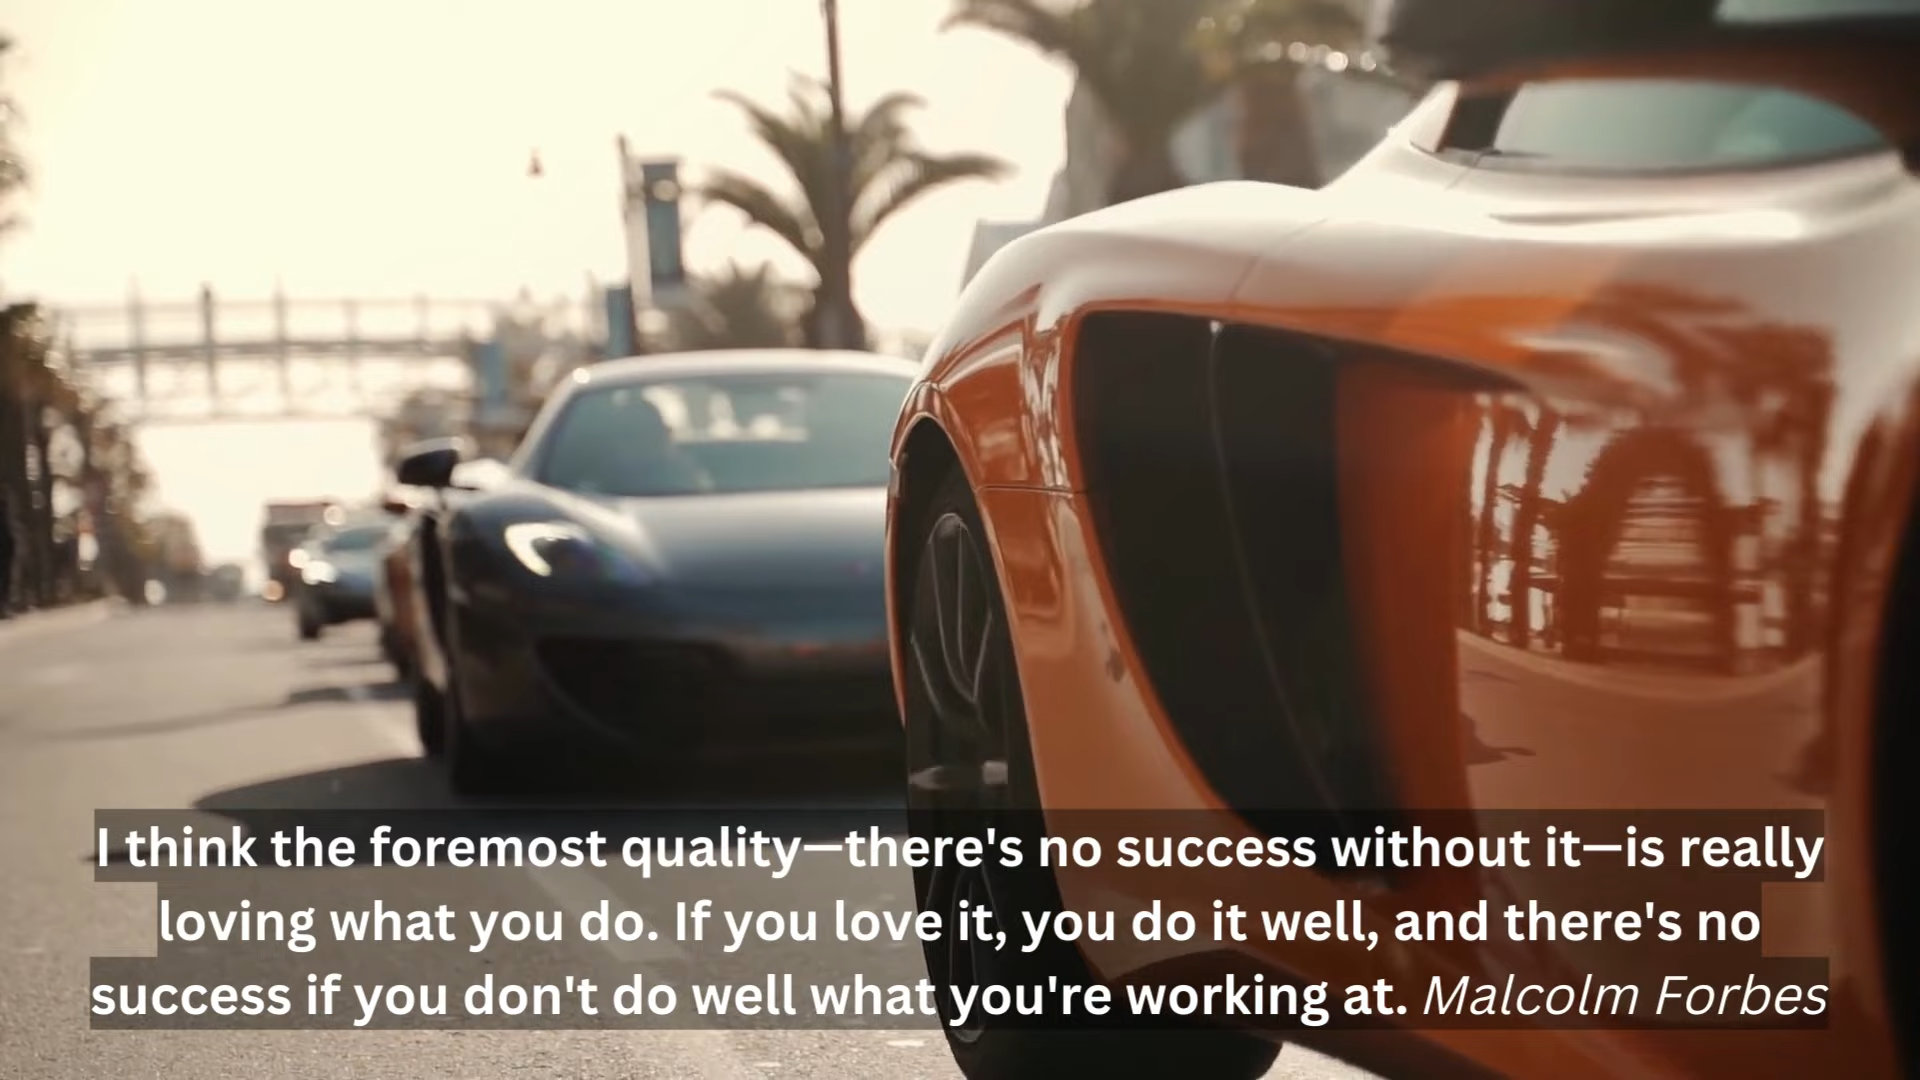 I think the foremost quality—there's no success without it—is really
loving what you do. If you love it, you do it well, and there's no
success if you don't do well what you're working at. Malcolm Forbes